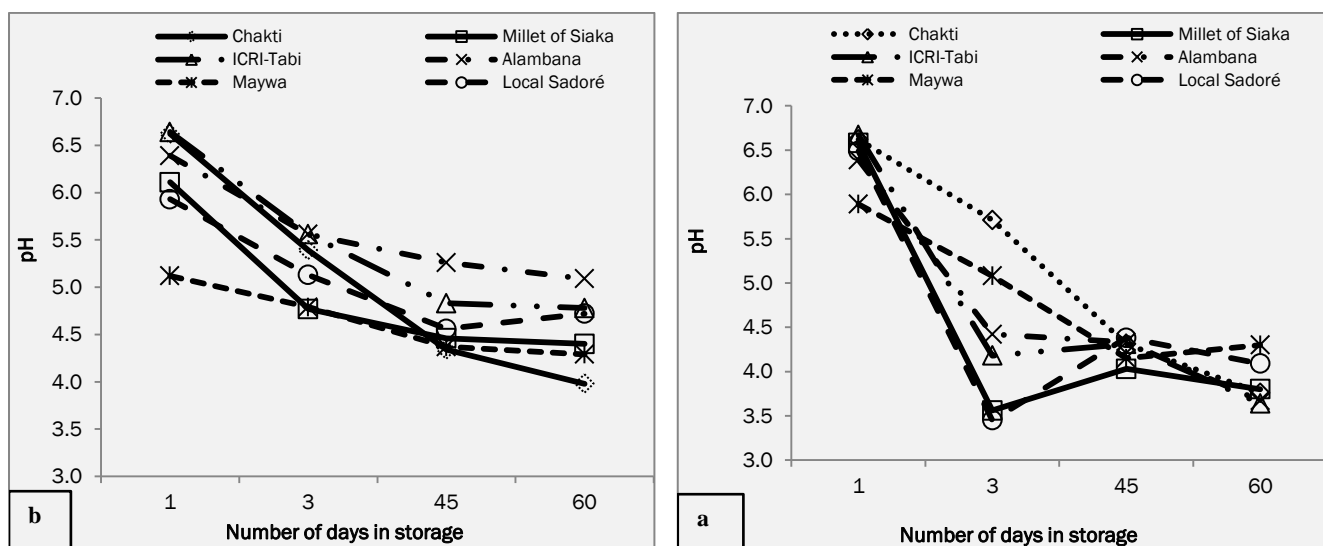 Chakti Millet of Siaka
ICRI-Tabi Alambana
Maywa Local Sadoré
7.0
6.5
6.0
5.5
5.0
4.5
4.0
3.5
3.0
pH
1 3 45 60
Number of days in storage
b
Chakti Millet of Siaka
ICRI-Tabi Alambana
Maywa Local Sadoré
7.0
6.5
6.0
5.5
5.0
4.5
4.0
3.5
3.0
pH
1 3 45 60
Number of days in storage
a